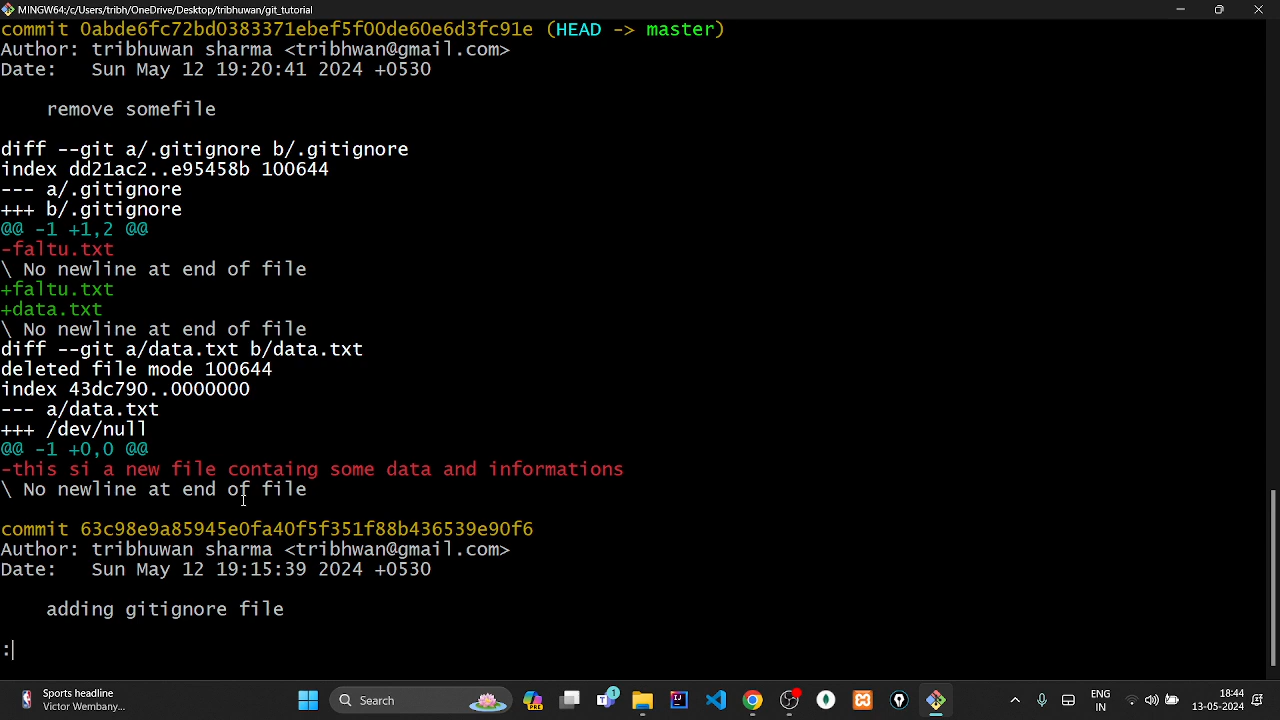 MINGW64:/c/Users/tribh/OneDrive/Desktop/tribhuwan/git_tutorial
commit 0abde6fc72bd0383371ebef5f00de60e6d3fc91e (HEAD -> master)
Author: tribhuwan sharma <tribhwan@gmail.com>
Date:   Sun May 12 19:20:41 2024 +0530
remove somefile
diff --git a/.gitignore b/.gitignore
index dd21ac2..e95458b 100644
--- a/.gitignore
+++ b/.gitignore
@@ -1 +1,2 @@
-faltu.txt
\ No newline at end of file
+faltu.txt
+data.txt
\ No newline at end of file
diff --git a/data.txt b/data.txt
deleted file mode 100644
index 43dc790..0000000
--- a/data.txt
+++ /dev/null
@@ -1 +0,0 @@
-this si a new file containg some data and informations
\ No newline at end of file
commit 63c98e9a85945e0fa40f5f351f88b436539e90f6
Author: tribhuwan sharma <tribhwan@gmail.com>
Date:   Sun May 12 19:15:39 2024 +0530
adding gitignore file
:
Sports headline
Victor Wembany...
Search
PRE
1
ENG
IN
18:44
13-05-2024